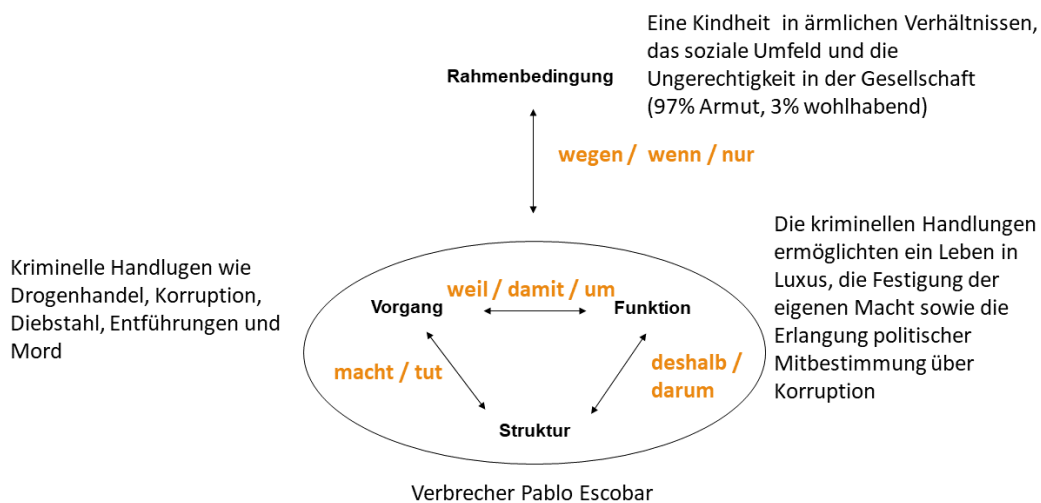 Eine Kindheit in ärmlichen Verhältnissen,
das soziale Umfeld und die
Ungerechtigkeit in der Gesellschaft
(97% Armut, 3% wohlhabend)
Rahmenbedingung
wegen / wenn / nur
Kriminelle Handlugen wie
Drogenhandel, Korruption,
Diebstahl, Entführungen und
Mord
weil / damit / um
Vorgang
Funktion
macht / tut
deshalb /
darum
Struktur
Die kriminellen Handlungen
ermöglichten ein Leben in
Luxus, die Festigung der
eigenen Macht sowie die
Erlangung politischer
Mitbestimmung über
Korruption
Verbrecher Pablo Escobar